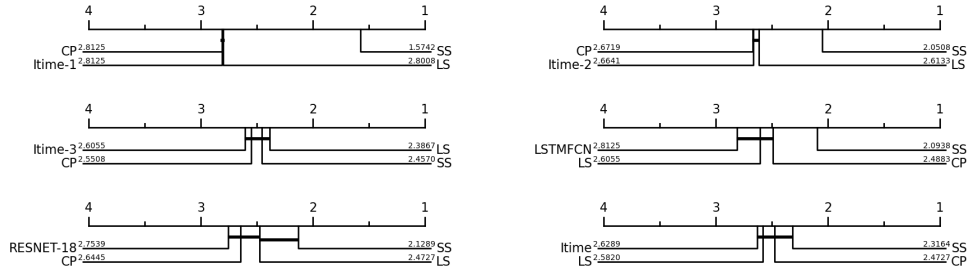 4 3 2 1
CP 2.8125 1.5742 SS
Itime-1 2.8125 2.8008 LS
4 3 2 1
CP 2.6719 2.0508 SS
Itime-2 2.6641 2.6133 LS
4 3 2 1
Itime-3 2.6055 2.3867 LS
CP 2.5508 2.4570 SS
4 3 2 1
LSTMFCN 2.8125 2.0938 SS
LS 2.6055 2.4883 CP
4 3 2 1
RESNET-18 2.7539 2.1289 SS
CP 2.6445 2.4727 LS
4 3 2 1
Itime 2.6289 2.3164 SS
LS 2.5820 2.4727 CP